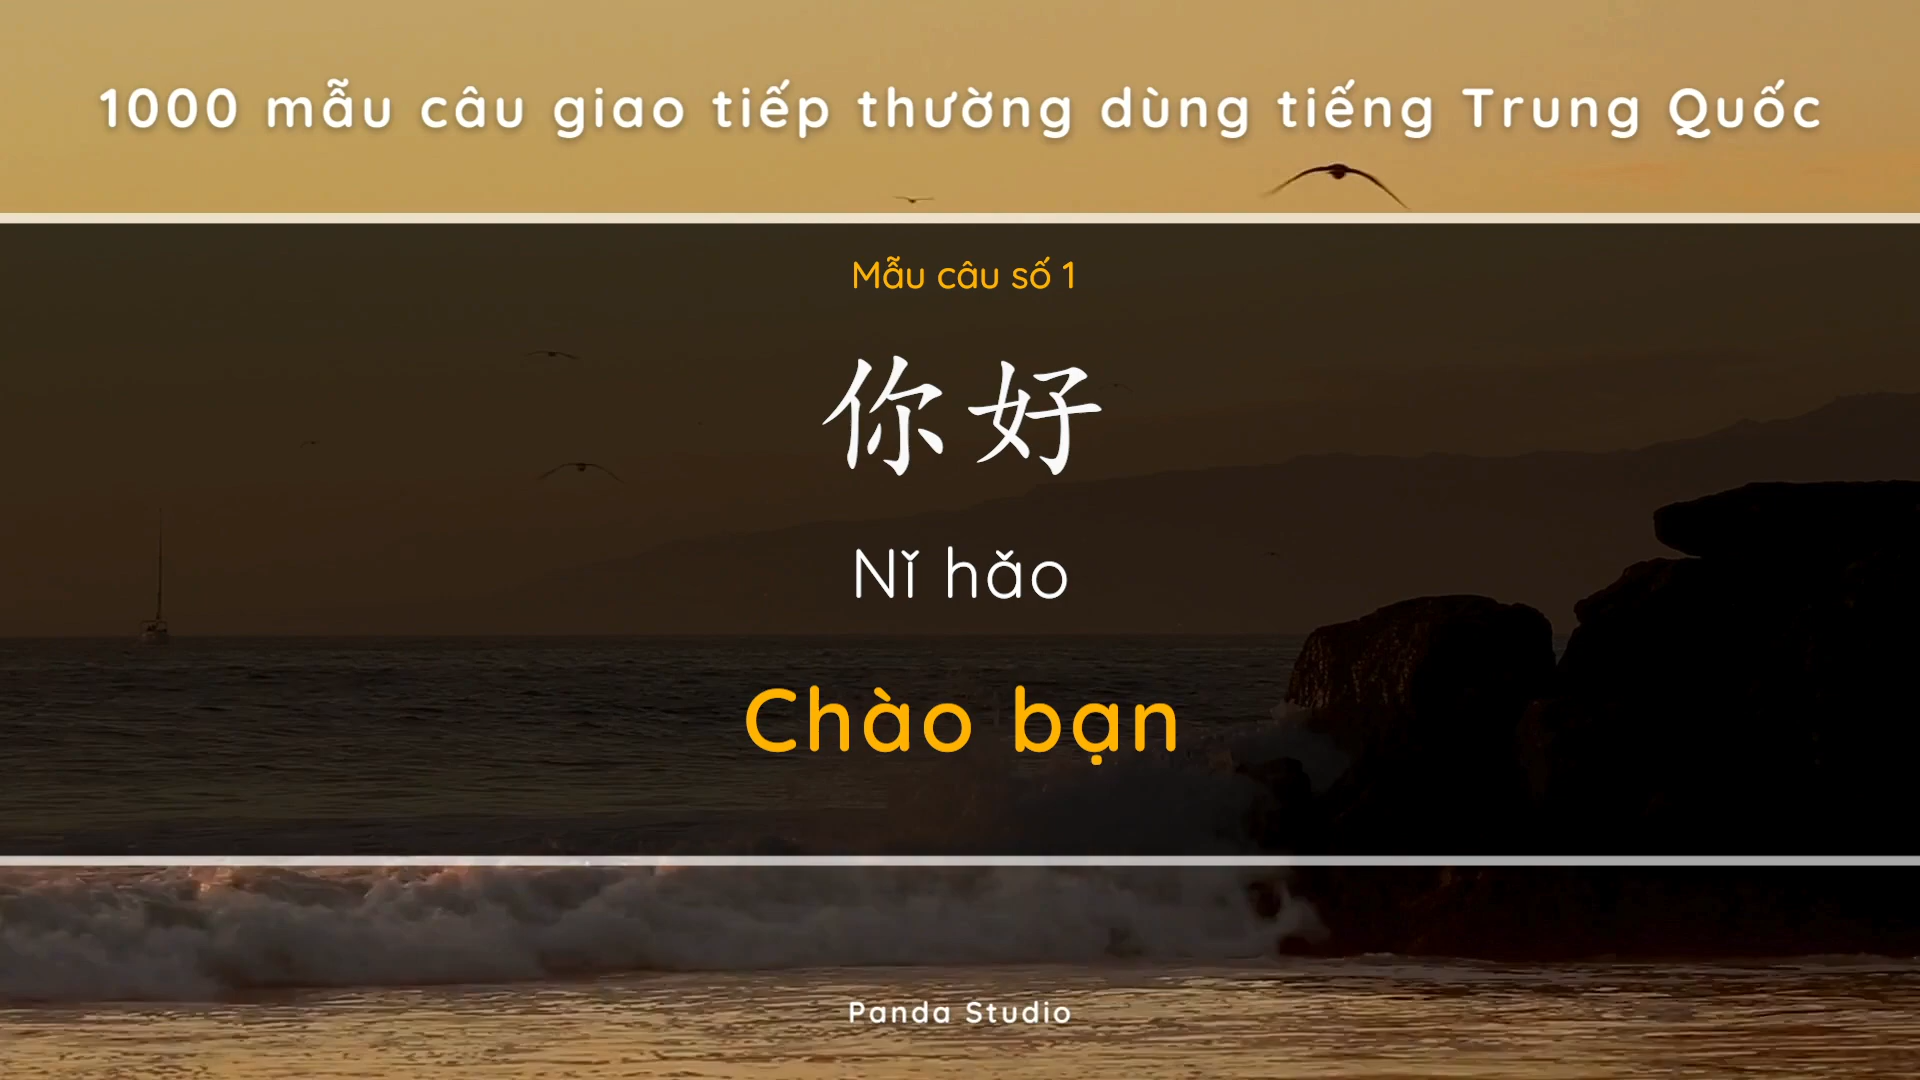 1000 mẫu câu giao tiếp thường dùng tiếng Trung Quốc
Mẫu câu số 1
你好
Nǐ hǎo
Chào bạn
Panda Studio